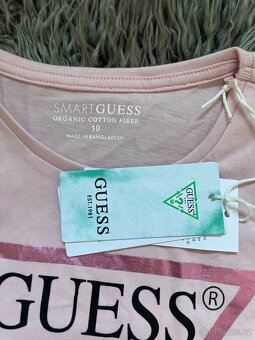 SMARTGUESS
ORGANIC COTTON FIBER
10
MADE IN BANGLADESH
GUESS
EST. 1981
GUESS
?
GUESS®